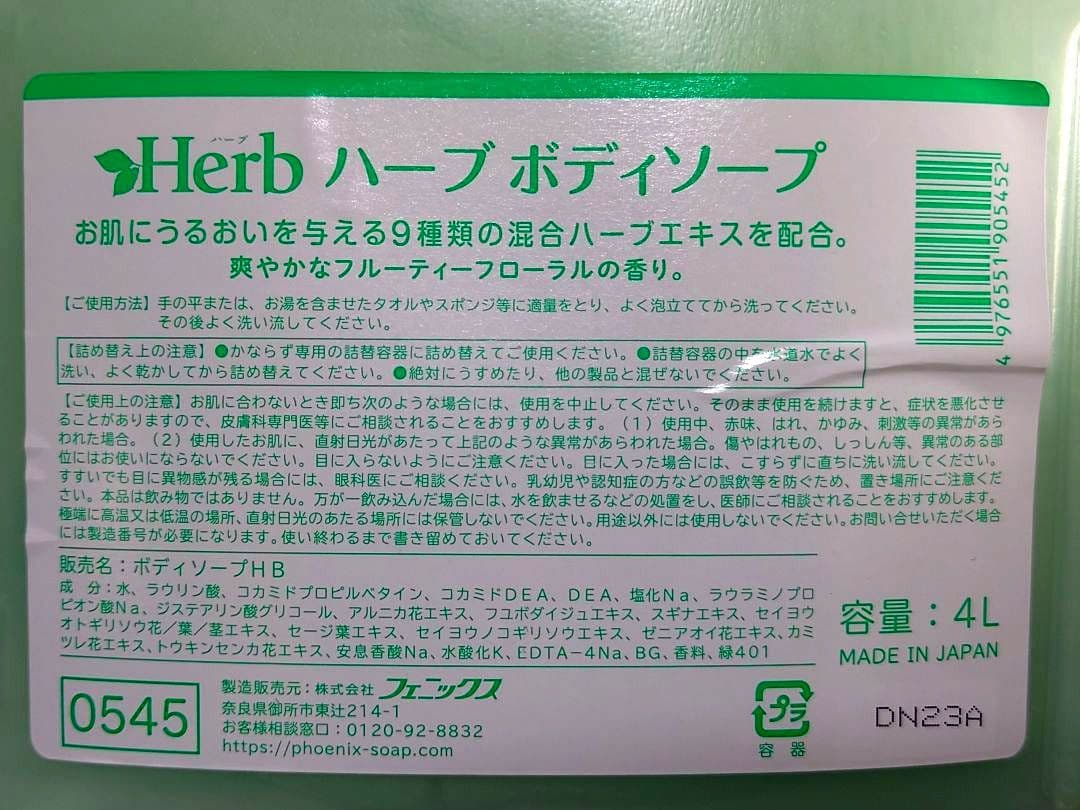 ハーブ
Herb ハーブ ボディソープ
お肌にうるおいを与える9種類の混合ハーブエキスを配合。
爽やかなフルーティーフローラルの香り。
【ご使用方法】手の平または、お湯を含ませたタオルやスポンジ等に適量をとり、よく泡立ててから洗ってください。
その後よく洗い流してください。
【詰め替え上の注意】●かならず専用の詰替容器に詰め替えてご使用ください。●詰替容器の中を水道水でよく
洗い、よく乾かしてから詰め替えてください。●絶対にうすめたり、他の製品と混ぜないでください。
【ご使用上の注意】お肌に合わないとき即ち次のような場合には、使用を中止してください。そのまま使用を続けますと、症状を悪化させ
ることがありますので、皮膚科専門医等にご相談されることをおすすめします。（1）使用中、赤味、はれ、かゆみ、刺激等の異常があら
われた場合。（2）使用したお肌に、直射日光があたって上記のような異常があらわれた場合。傷やはれもの、しっしん等、異常のある部
位にはお使いにならないでください。目に入らないようにご注意ください。目に入った場合には、こすらずに直ちに洗い流してください。
すすいでも目に異物感が残る場合には、眼科医にご相談ください。乳幼児や認知症の方などの誤飲等を防ぐため、置き場所にご注意くだ
さい。本品は飲み物ではありません。万が一飲み込んだ場合には、水を飲ませるなどの処置をし、医師にご相談されることをおすすめします。
極端に高温又は低温の場所、直射日光のあたる場所には保管しないでください。用途以外には使用しないでください。お問い合せいただく場合
には製造番号が必要になります。使い終わるまで書き留めておいてください。
販売名：ボディソープＨＢ
成 分：水、ラウリン酸、コカミドプロピルベタイン、コカミドＤＥＡ、ＤＥＡ、塩化Ｎａ、ラウラミノプロ
ピオン酸Ｎａ、ジステアリン酸グリコール、アルニカ花エキス、フユボダイジュエキス、スギナエキス、セイヨウ
オトギリソウ花／葉／茎エキス、セージ葉エキス、セイヨウノコギリソウエキス、ゼニアオイ花エキス、カミ
ツレ花エキス、トウキンセンカ花エキス、安息香酸Na、水酸化K、EDTA－4Na、BG、香料、緑401
容量：4L
MADE IN JAPAN
0545
製造販売元：株式会社 フェニックス
奈良県御所市東辻214-1
お客様相談窓口：0120-92-8832
https://phoenix-soap.com
プラ
容器
DN23A
4 976551 905452